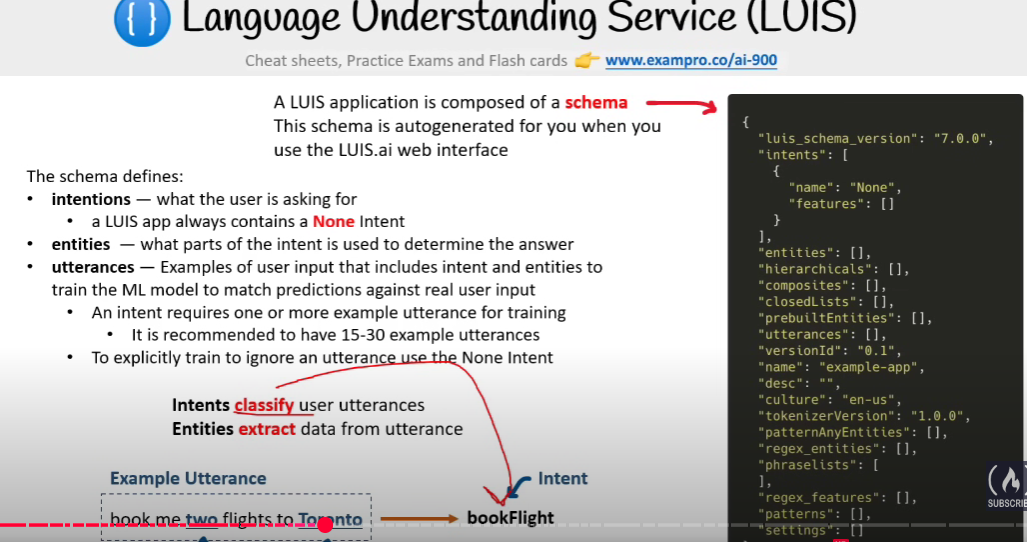 { } Language Understanding Service (LUIS)
Cheat sheets, Practice Exams and Flash cards 👉 www.exampro.co/ai-900
A LUIS application is composed of a schema
This schema is autogenerated for you when you
use the LUIS.ai web interface
The schema defines:
• intentions — what the user is asking for
• a LUIS app always contains a None Intent
• entities — what parts of the intent is used to determine the answer
• utterances — Examples of user input that includes intent and entities to
train the ML model to match predictions against real user input
• An intent requires one or more example utterance for training
• It is recommended to have 15-30 example utterances
• To explicitly train to ignore an utterance use the None Intent
Intents classify user utterances
Entities extract data from utterance
Example Utterance
book me two flights to Toronto
Intent
bookFlight
{
"luis_schema_version": "7.0.0",
"intents": [
{
"name": "None",
"features": []
}
],
"entities": [],
"hierarchicals": [],
"composites": [],
"closedLists": [],
"prebuiltEntities": [],
"utterances": [],
"versionId": "0.1",
"name": "example-app",
"desc": "",
"culture": "en-us",
"tokenizerVersion": "1.0.0",
"patternAnyEntities": [],
"regex_entities": [],
"phraselists": [
],
"regex_features": [],
"patterns": [],
"settings": []
SUBSCRIBE